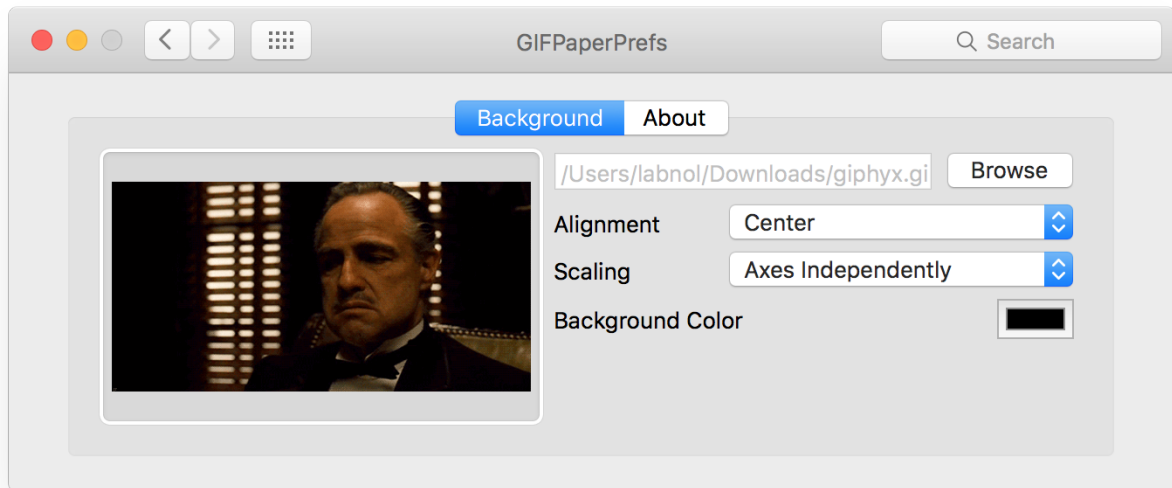 GIFPaperPrefs
Search
Background About
/Users/labnol/Downloads/giphyx.gi
Browse
Alignment Center
Scaling Axes Independently
Background Color